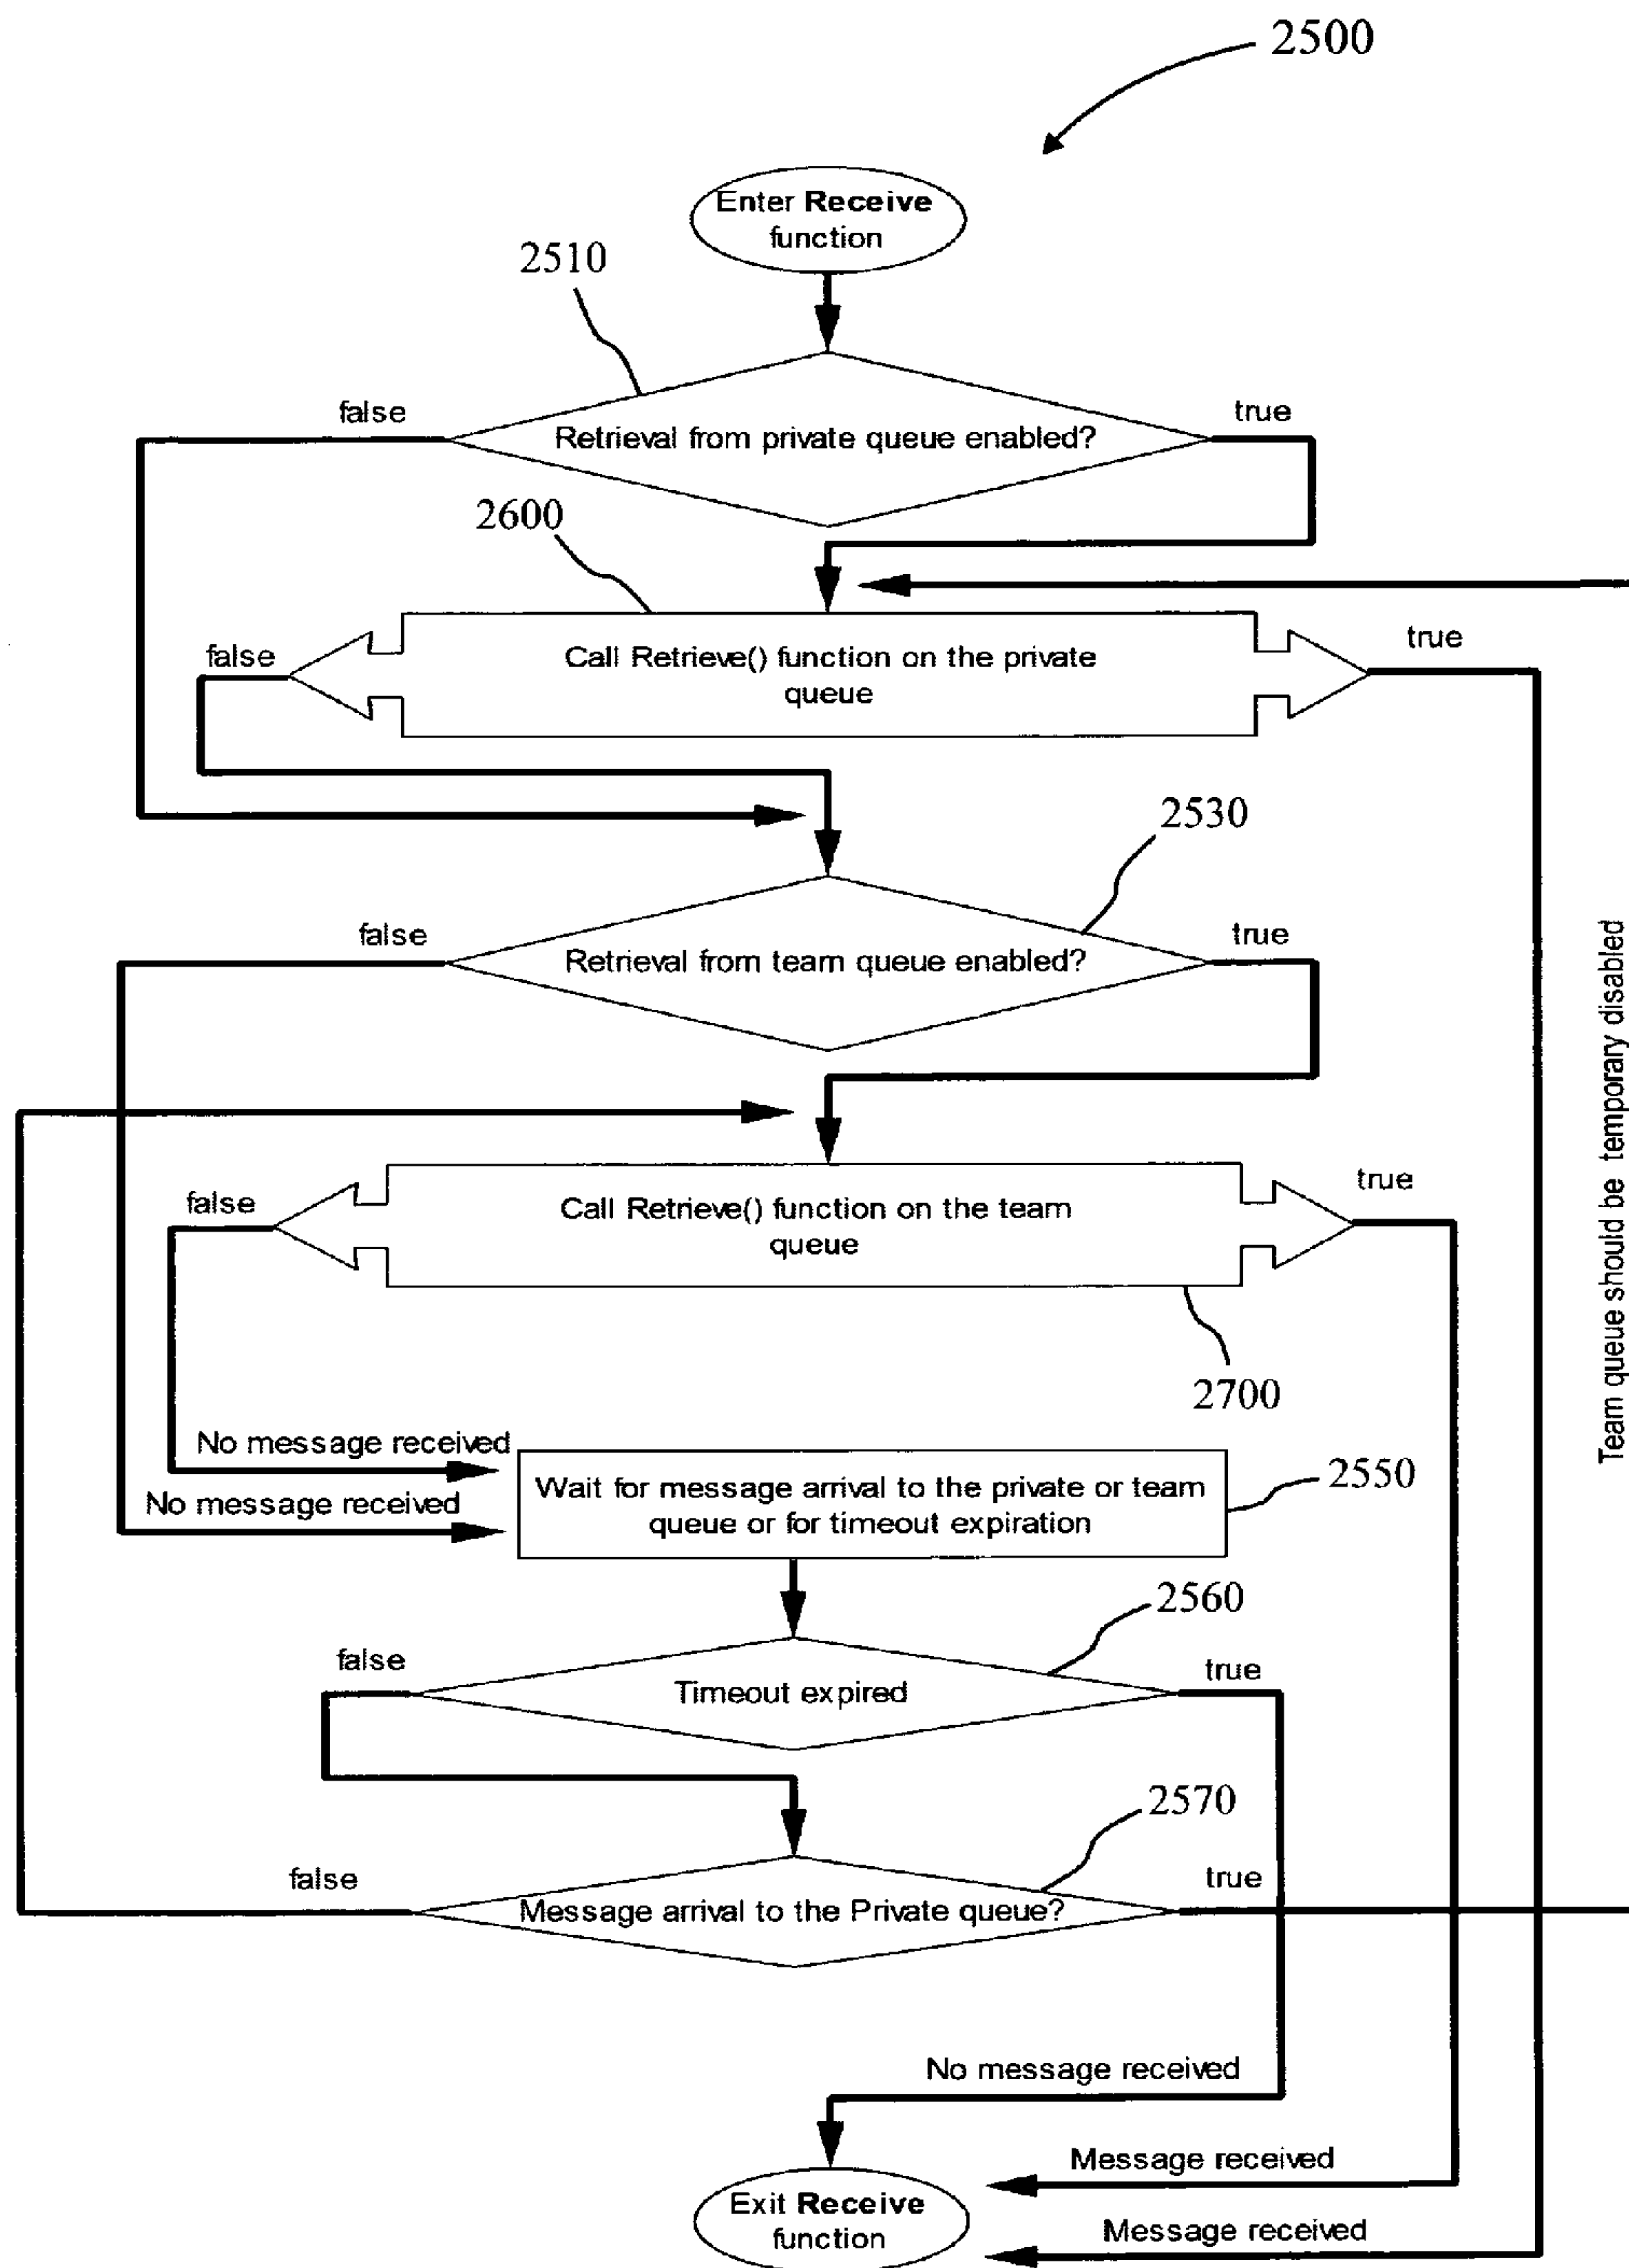 2500
Enter Receive
function
2510
false
true
Retrieval from private queue enabled?
2600
false
true
Call Retrieve() function on the private
queue
2530
false
true
Retrieval from team queue enabled?
Team queue should be temporary disabled
false
true
Call Retrieve() function on the team
queue
2700
No message received
No message received
Wait for message arrival to the private or team
queue or for timeout expiration
2550
2560
false
true
Timeout expired
2570
false
true
Message arrival to the Private queue?
No message received
Message received
Exit Receive
function
Message received